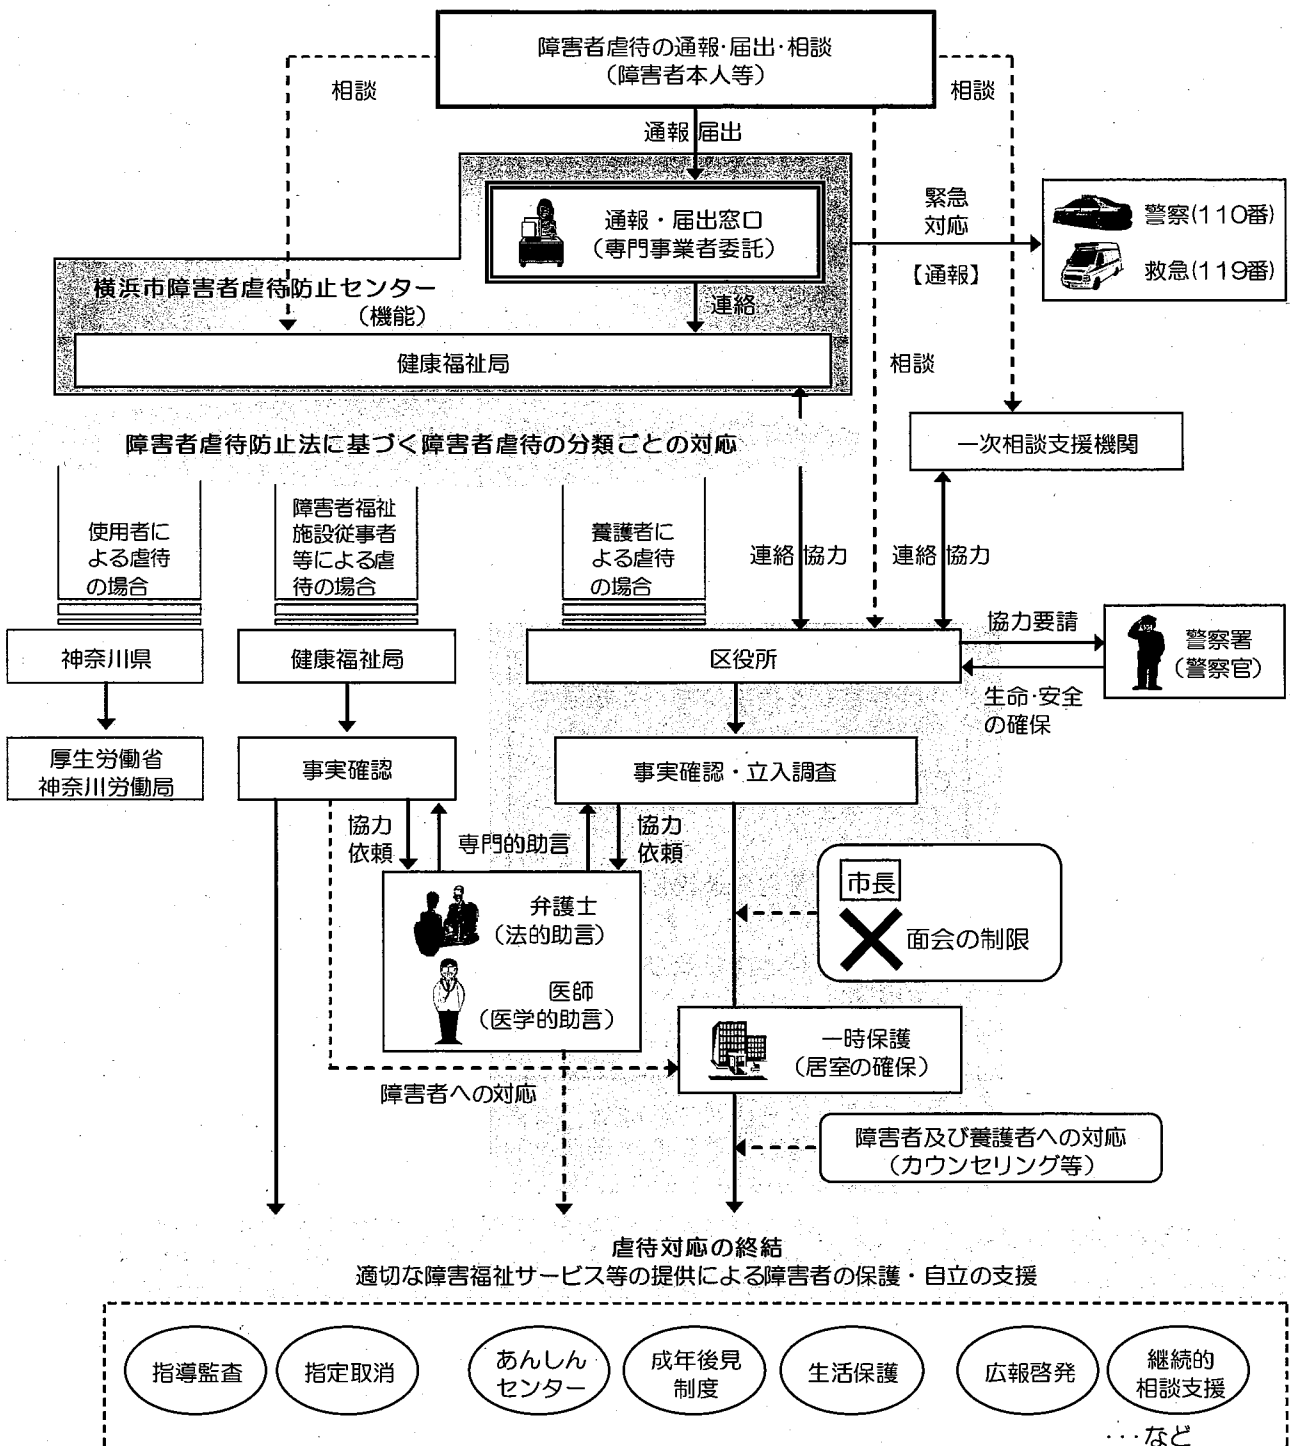 障害者虐待の通報・届出・相談
(障害者本人等)
相談
相談
通報 届出
通報・届出窓口
(専門事業者委託)
緊急
対応
【通報】
警察(110番)
救急(119番)
横浜市障害者虐待防止センター
(機能)
連絡
健康福祉局
相談
障害者虐待防止法に基づく障害者虐待の分類ごとの対応
一次相談支援機関
使用者に
よる虐待
の場合
障害者福祉
施設従事者
等による虐
待の場合
養護者に
よる虐待
の場合
連絡 協力
連絡 協力
神奈川県
健康福祉局
区役所
協力要請
警察署
(警察官)
生命・安全
の確保
厚生労働省
神奈川労働局
事実確認
事実確認・立入調査
協力
依頼
専門的助言
協力
依頼
弁護士
(法的助言)
医師
(医学的助言)
市長
面会の制限
一時保護
(居室の確保)
障害者への対応
障害者及び養護者への対応
(カウンセリング等)
虐待対応の終結
適切な障害福祉サービス等の提供による障害者の保護・自立の支援
指導監査
指定取消
あんしん
センター
成年後見
制度
生活保護
広報啓発
継続的
相談支援
・・・など